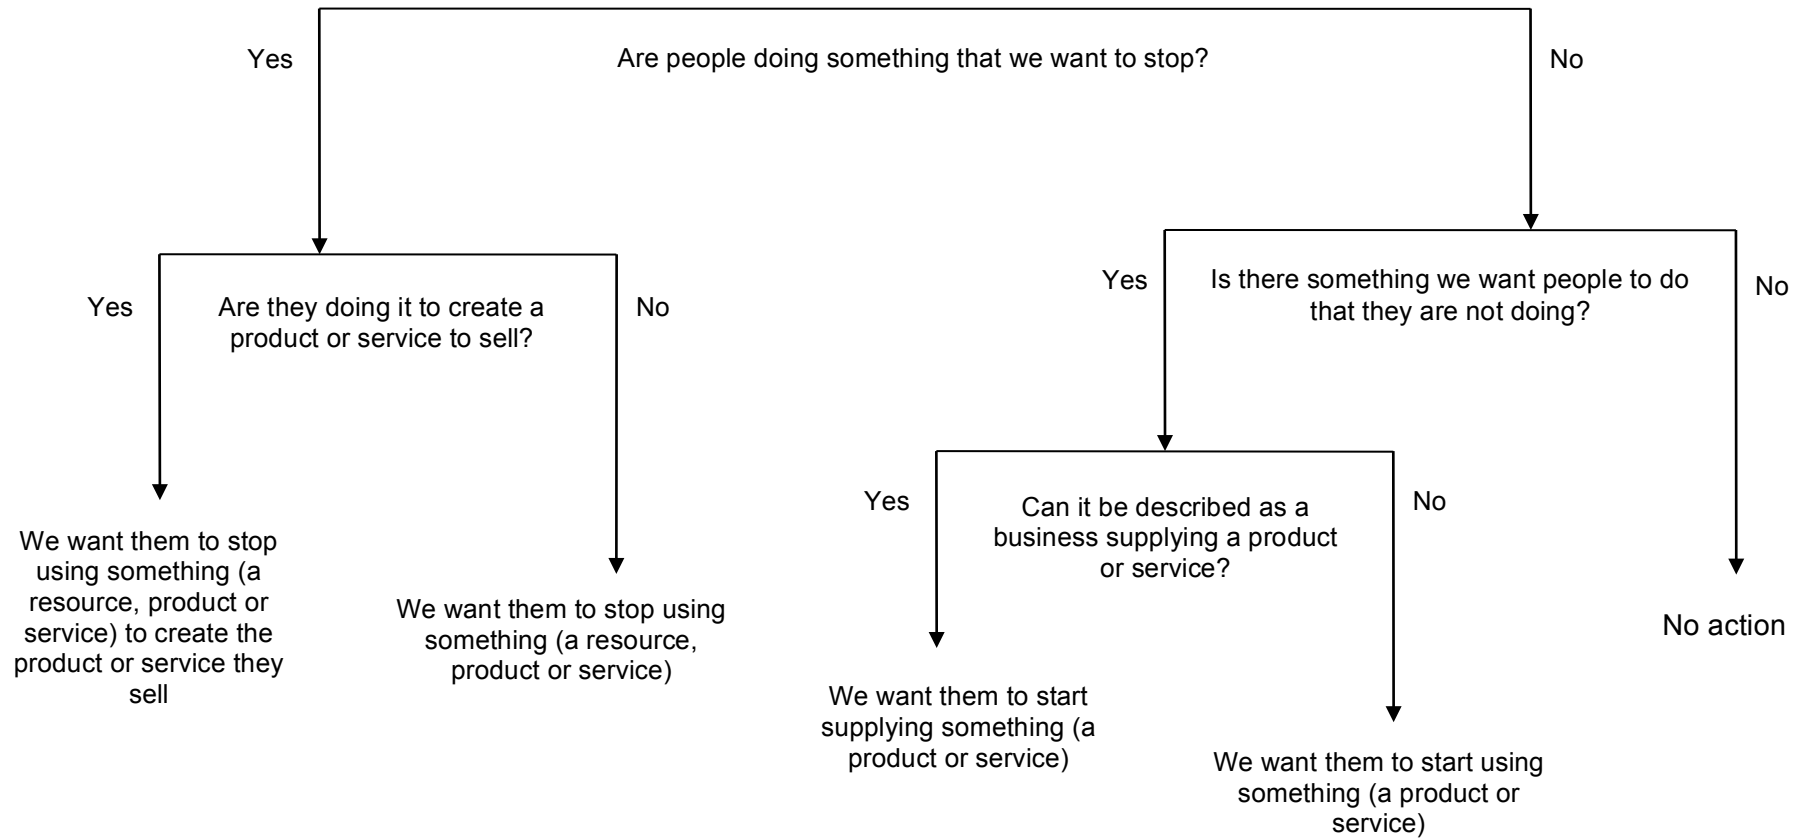 Yes
Are people doing something that we want to stop?
No
Yes
Are they doing it to create a
product or service to sell?
No
Yes
Is there something we want people to do
that they are not doing?
No
We want them to stop
using something (a
resource, product or
service) to create the
product or service they
sell
We want them to stop using
something (a resource,
product or service)
Yes
Can it be described as a
business supplying a product
or service?
No
We want them to start
supplying something (a
product or service)
We want them to start using
something (a product or
service)
No action